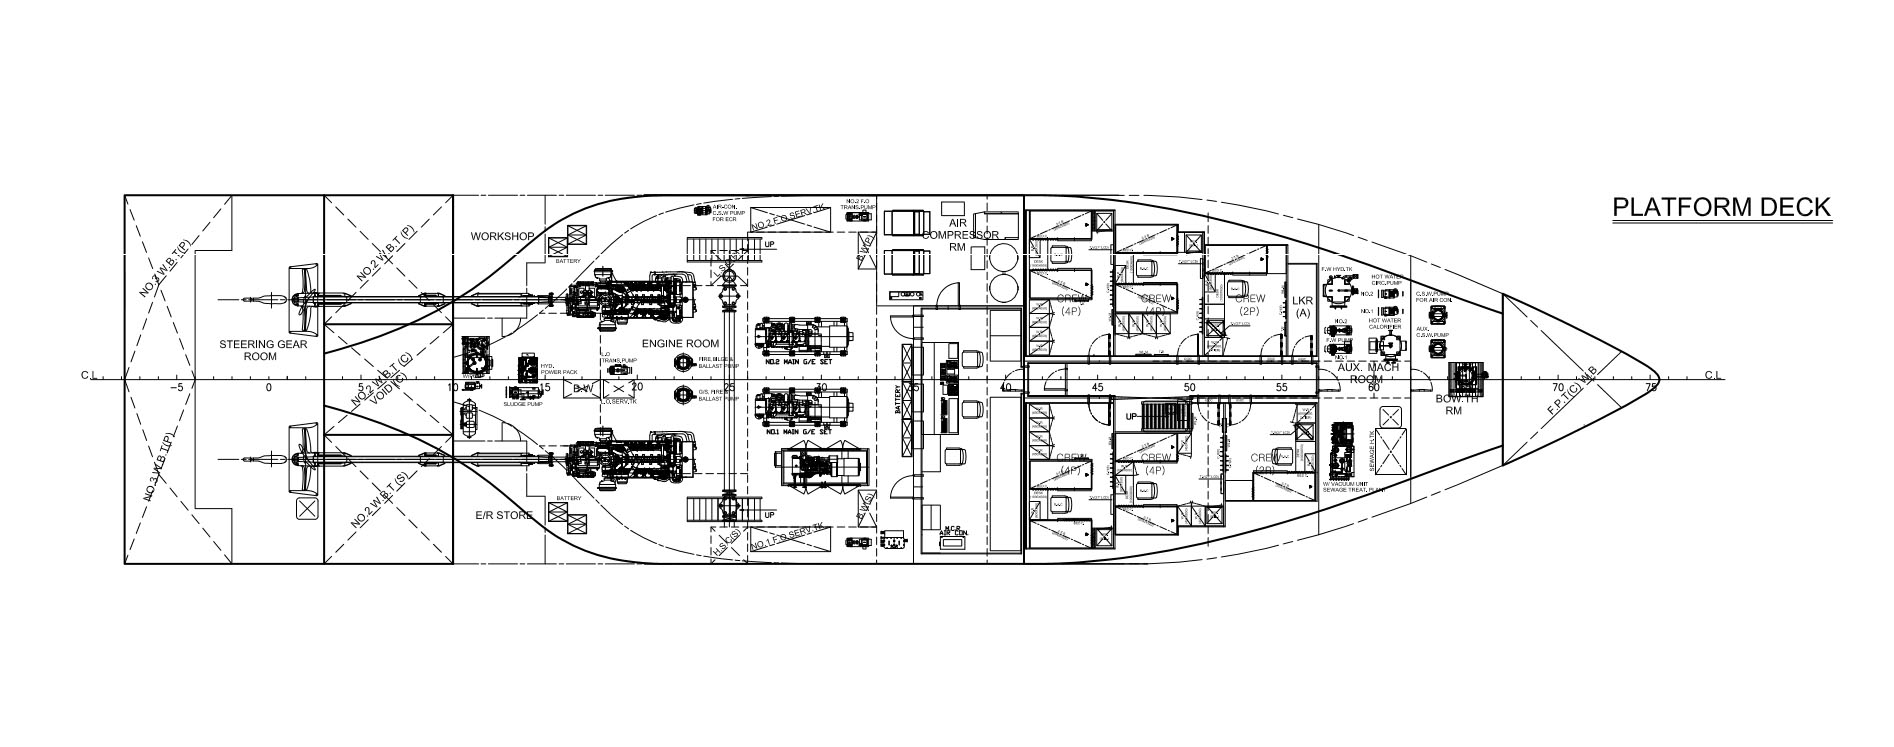 PLATFORM DECK
NO.3 W.B.T(P)
NO.2 W.B.T (P)
WORKSHOP
BATTERY
AIR-CON.
C.S.W PUMP
FOR ECR
NO.2 F.O SERV.TK
NO.2 F.O
TRANS.PUMP
UP
B.W(P)
AIR
COMPRESSOR
RM
STEERING GEAR
ROOM
ENGINE ROOM
NO.2 MAIN G/E SET
L.O
TRANS.PUMP
HYD.
POWER PACK
FIRE, BILGE &
BALLAST PUMP
G/S, FIRE &
BALLAST PUMP
SLUDGE PUMP
B.W
L.O.SERV.TK
NO.1 MAIN G/E SET
BATTERY
CREW
(4P)
CREW
(4P)
CREW
(2P)
LKR
(A)
F.W HYD.TK
HOT WATER
CIRC.PUMP
NO.2
NO.1
HOT WATER
CALORIFIER
NO.2
F.W PUMP
NO.1
C.S.W.PUMP
FOR AIR CON.
AUX.
C.S.W.PUMP
AUX. MACH
ROOM
BOW.TH
RM
C.L
-5
0
5
10
15
20
25
30
35
40
45
50
55
60
70
75
C.L
NO.2 W.B.T (C)
VOID (C)
F.P.T(C) W.B
NO.3 W.B.T(P)
NO.2 W.B.T (S)
BATTERY
E/R STORE
UP
H.S.C(S)
NO.1 F.O SERV.TK
B.W(S)
M.C.R
AIR CON.
UP
CREW
(4P)
CREW
(4P)
CREW
(2P)
SEWAGE H.TK
W/ VACUUM UNIT
SEWAGE TREAT. PLANT